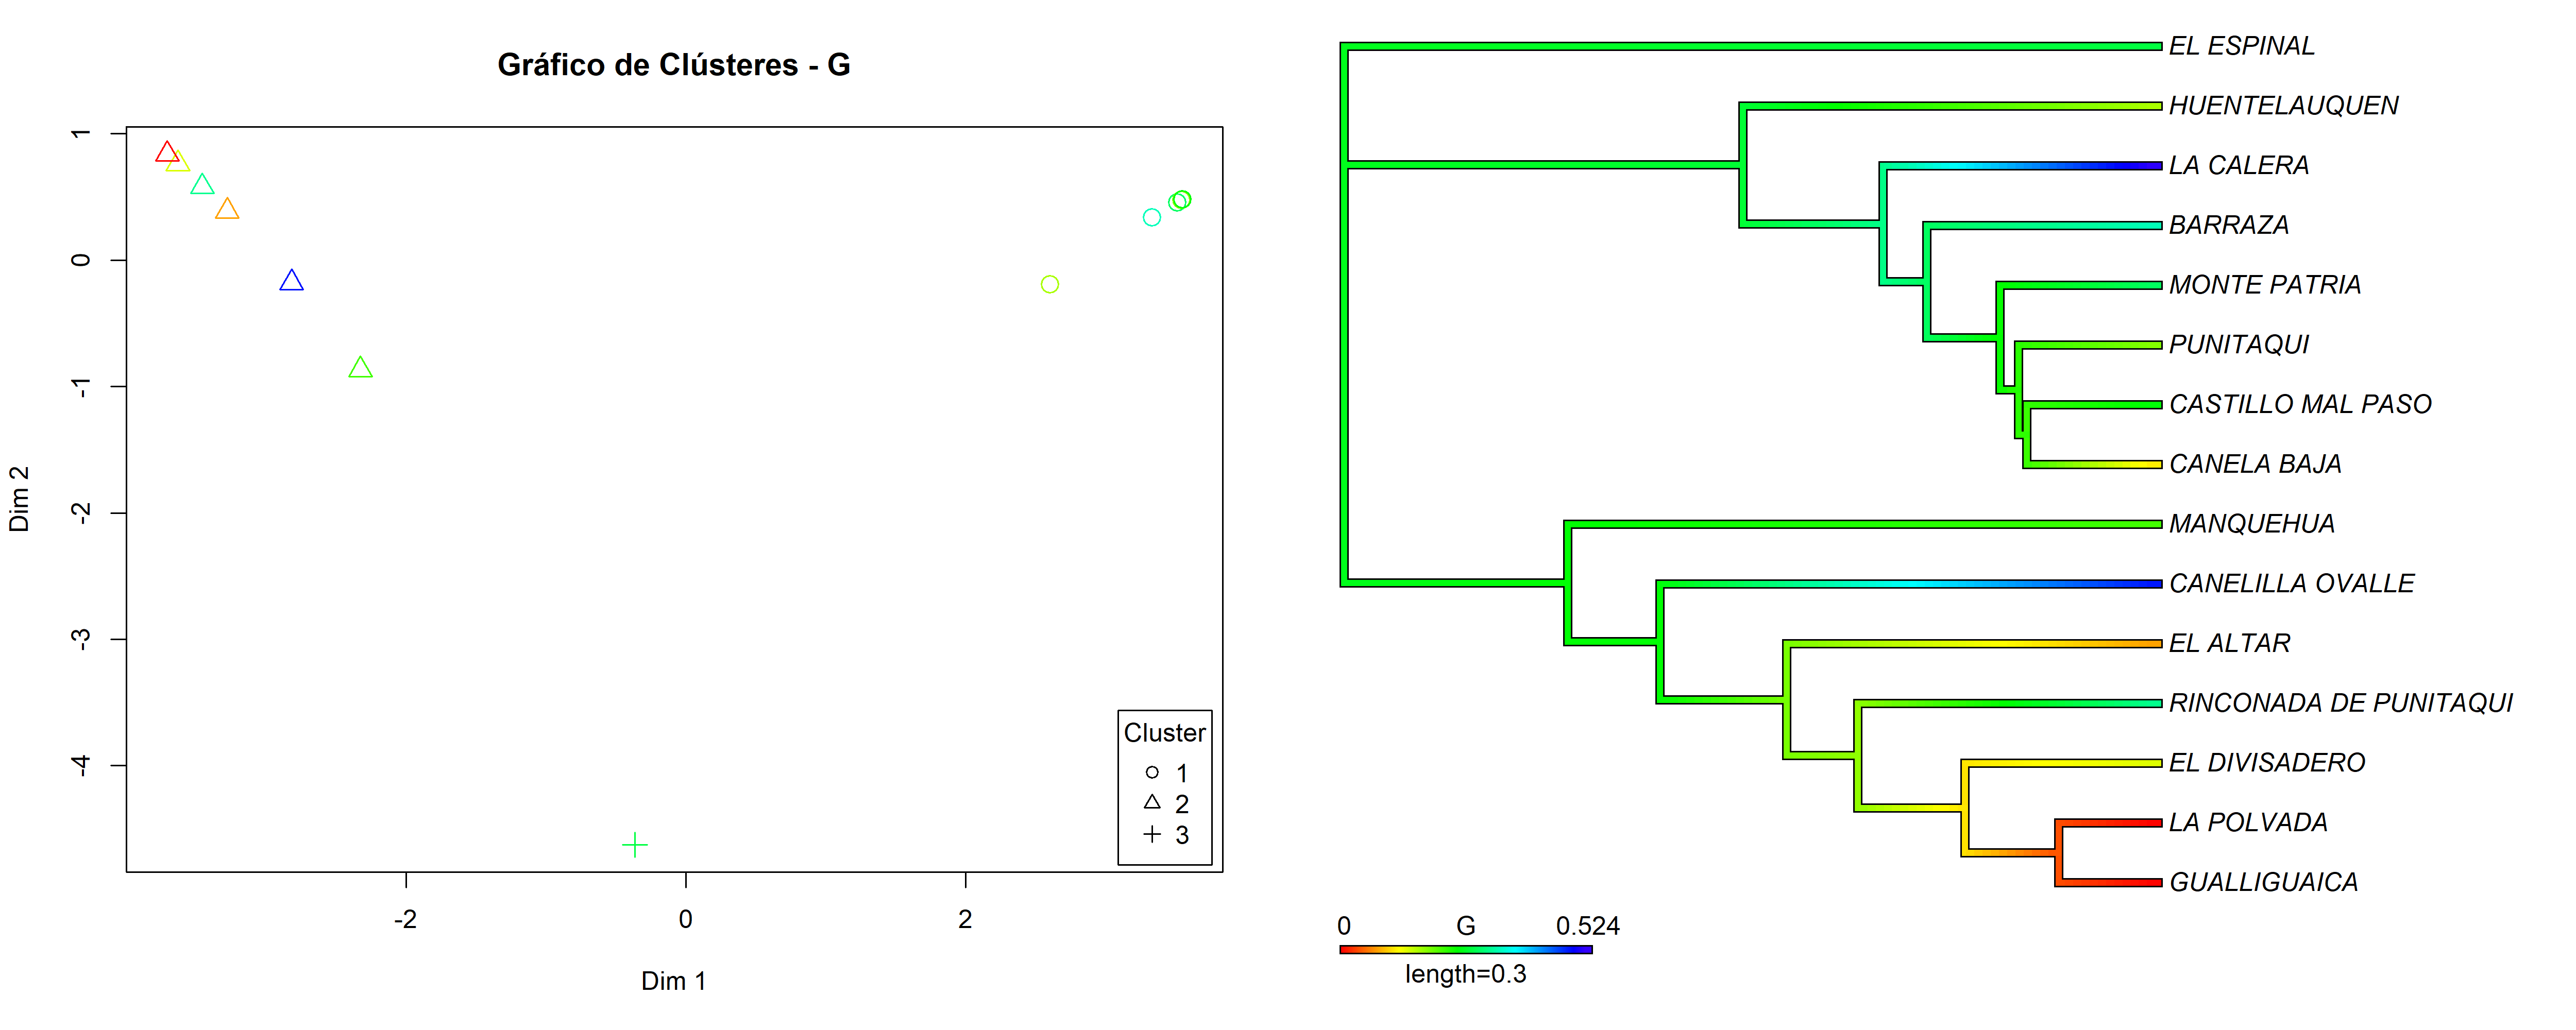 Gráfico de Clústeres - G
1
0
-1
-2
-3
-4
Dim 2
-2
0
2
Dim 1
Cluster
1
2
3
EL ESPINAL
HUENTELAUQUEN
LA CALERA
BARRAZA
MONTE PATRIA
PUNITAQUI
CASTILLO MAL PASO
CANELA BAJA
MANQUEHUA
CANELILLA OVALLE
EL ALTAR
RINCONADA DE PUNITAQUI
EL DIVISADERO
LA POLVADA
GUALLIGUAICA
0 G 0.524
length=0.3